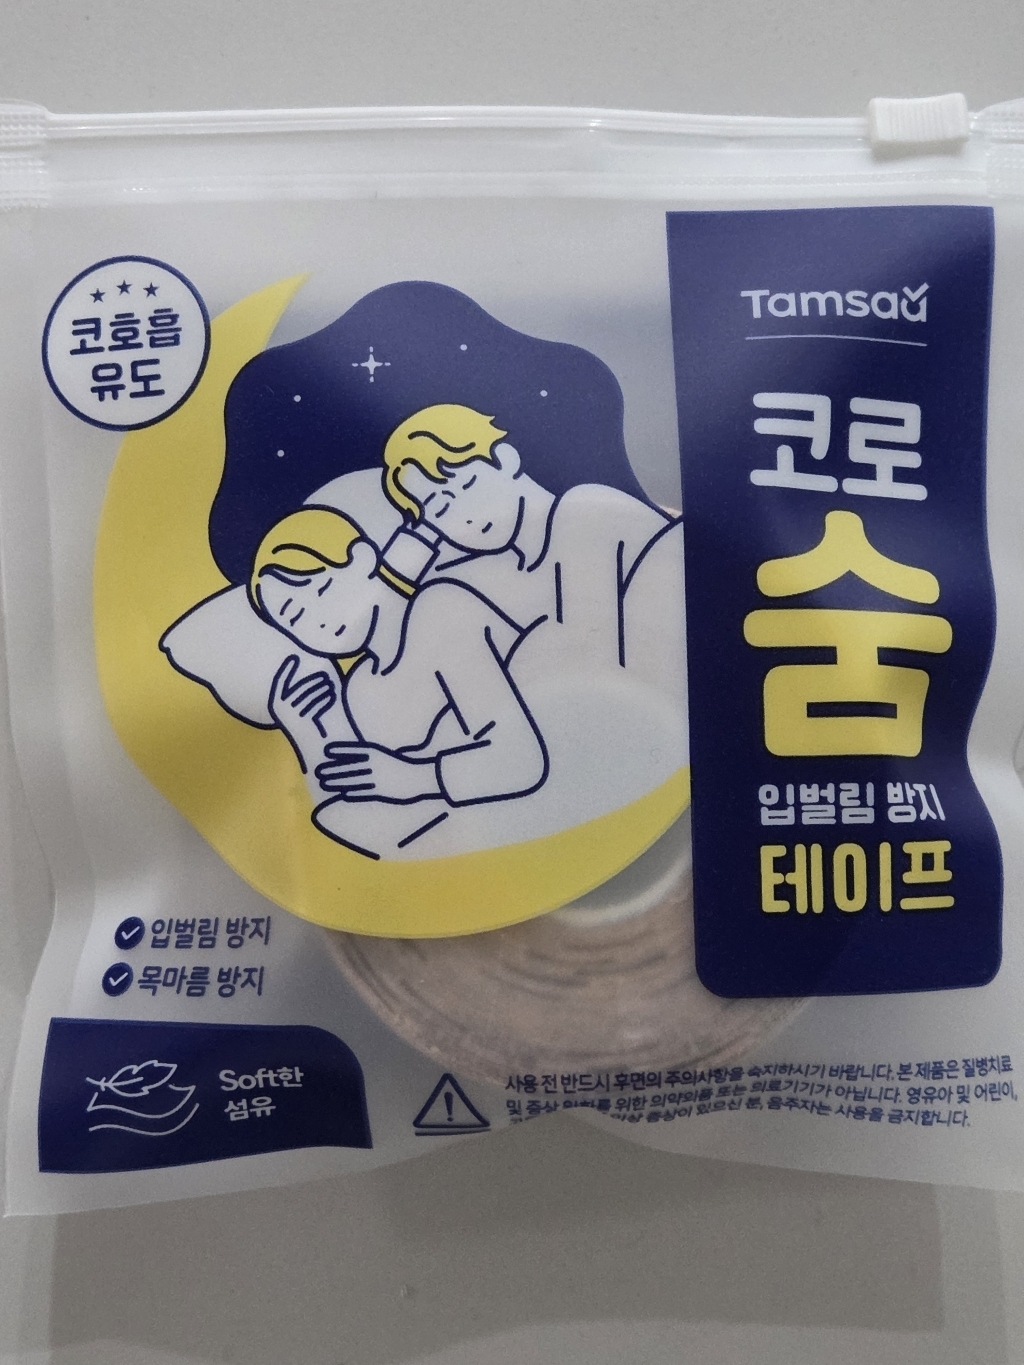 코호흡
유도
Tamsaa
코로
숨
입벌림 방지
테이프
입벌림 방지
목마름 방지
Soft한
섬유
사용 전 반드시 후면의 주의사항을 숙지하시기 바랍니다. 본 제품은 질병치료
및 증상 완화를 위한 의약외품 또는 의료기기가 아닙니다. 영유아 및 어린이,
이상 증상이 있으신 분, 음주자는 사용을 금지합니다.